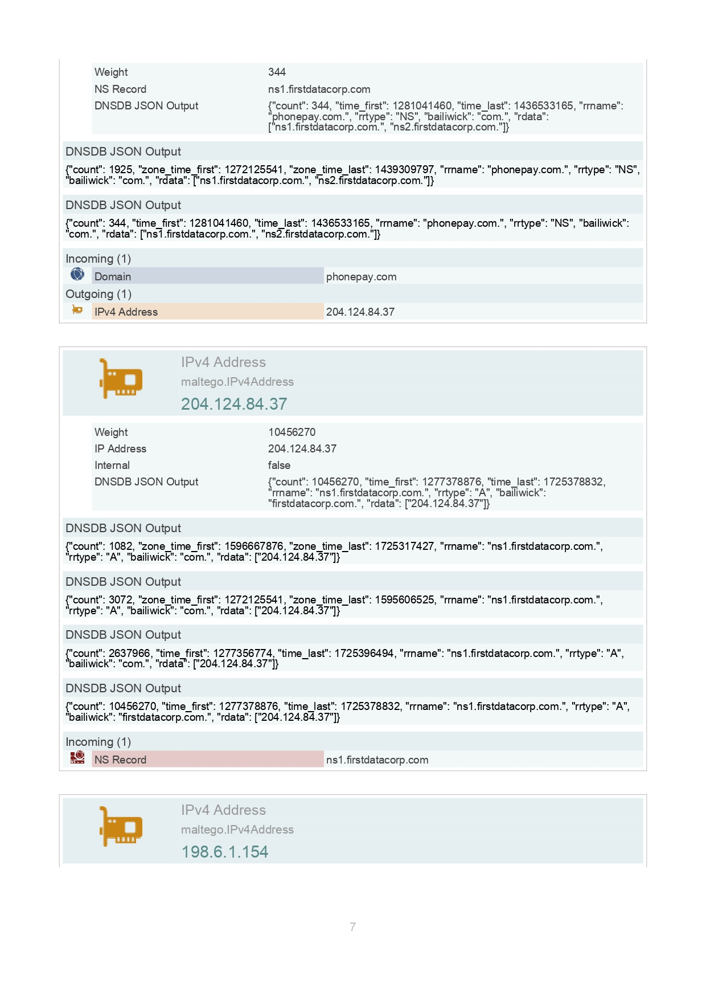 Weight 344
NS Record ns1.firstdatacorp.com
DNSDB JSON Output {"count": 344, "time_first": 1281041460, "time_last": 1436533165, "rrname":
"phonepay.com.", "rrtype": "NS", "bailiwick": "com.", "rdata":
["ns1.firstdatacorp.com.", "ns2.firstdatacorp.com."]}
DNSDB JSON Output
{"count": 1925, "zone_time_first": 1272125541, "zone_time_last": 1439309797, "rrname": "phonepay.com.", "rrtype": "NS",
"bailiwick": "com.", "rdata": ["ns1.firstdatacorp.com.", "ns2.firstdatacorp.com."]}
DNSDB JSON Output
{"count": 344, "time_first": 1281041460, "time_last": 1436533165, "rrname": "phonepay.com.", "rrtype": "NS", "bailiwick":
"com.", "rdata": ["ns1.firstdatacorp.com.", "ns2.firstdatacorp.com."]}
Incoming (1)
Domain phonepay.com
Outgoing (1)
IPv4 Address 204.124.84.37
IPv4 Address
maltego.IPv4Address
204.124.84.37
Weight 10456270
IP Address 204.124.84.37
Internal false
DNSDB JSON Output {"count": 10456270, "time_first": 1277378876, "time_last": 1725378832,
"rrname": "ns1.firstdatacorp.com.", "rrtype": "A", "bailiwick":
"firstdatacorp.com.", "rdata": ["204.124.84.37"]}
DNSDB JSON Output
{"count": 1082, "zone_time_first": 1596667876, "zone_time_last": 1725317427, "rrname": "ns1.firstdatacorp.com.",
"rrtype": "A", "bailiwick": "com.", "rdata": ["204.124.84.37"]}
DNSDB JSON Output
{"count": 3072, "zone_time_first": 1272125541, "zone_time_last": 1595606525, "rrname": "ns1.firstdatacorp.com.",
"rrtype": "A", "bailiwick": "com.", "rdata": ["204.124.84.37"]}
DNSDB JSON Output
{"count": 2637966, "time_first": 1277356774, "time_last": 1725396494, "rrname": "ns1.firstdatacorp.com.", "rrtype": "A",
"bailiwick": "com.", "rdata": ["204.124.84.37"]}
DNSDB JSON Output
{"count": 10456270, "time_first": 1277378876, "time_last": 1725378832, "rrname": "ns1.firstdatacorp.com.", "rrtype": "A",
"bailiwick": "firstdatacorp.com.", "rdata": ["204.124.84.37"]}
Incoming (1)
NS Record ns1.firstdatacorp.com
IPv4 Address
maltego.IPv4Address
198.6.1.154
7